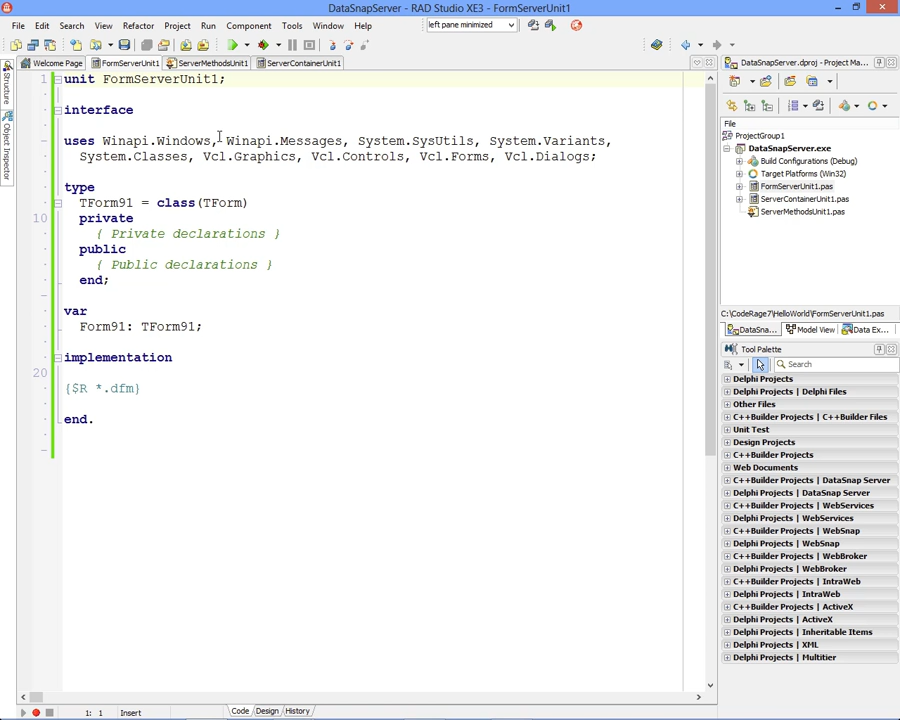 DataSnapServer - RAD Studio XE3 - FormServerUnit1
File Edit Search View Refactor Project Run Component Tools Window Help
left pane minimized
Welcome Page FormServerUnit1 ServerMethodsUnit1 ServerContainerUnit1
Structure
Object Inspector
1 unit FormServerUnit1;
interface
uses Winapi.Windows, Winapi.Messages, System.SysUtils, System.Variants,
System.Classes, Vcl.Graphics, Vcl.Controls, Vcl.Forms, Vcl.Dialogs;
type
TForm91 = class(TForm)
10 private
{ Private declarations }
public
{ Public declarations }
end;
var
Form91: TForm91;
implementation
20
{$R *.dfm}
end.
1: 1 Insert Code Design History
DataSnapServer.dproj - Project Ma...
File
ProjectGroup1
DataSnapServer.exe
Build Configurations (Debug)
Target Platforms (Win32)
FormServerUnit1.pas
ServerContainerUnit1.pas
ServerMethodsUnit1.pas
C:\CodeRage7\HelloWorld\FormServerUnit1.pas
DataSna... Model View Data Ex...
Tool Palette
Search
Delphi Projects
Delphi Projects | Delphi Files
Other Files
C++Builder Projects | C++Builder Files
Unit Test
Design Projects
C++Builder Projects
Web Documents
C++Builder Projects | DataSnap Server
Delphi Projects | DataSnap Server
C++Builder Projects | WebServices
Delphi Projects | WebServices
C++Builder Projects | WebSnap
Delphi Projects | WebSnap
C++Builder Projects | WebBroker
Delphi Projects | WebBroker
C++Builder Projects | IntraWeb
Delphi Projects | IntraWeb
C++Builder Projects | ActiveX
Delphi Projects | ActiveX
Delphi Projects | Inheritable Items
Delphi Projects | XML
Delphi Projects | Multitier